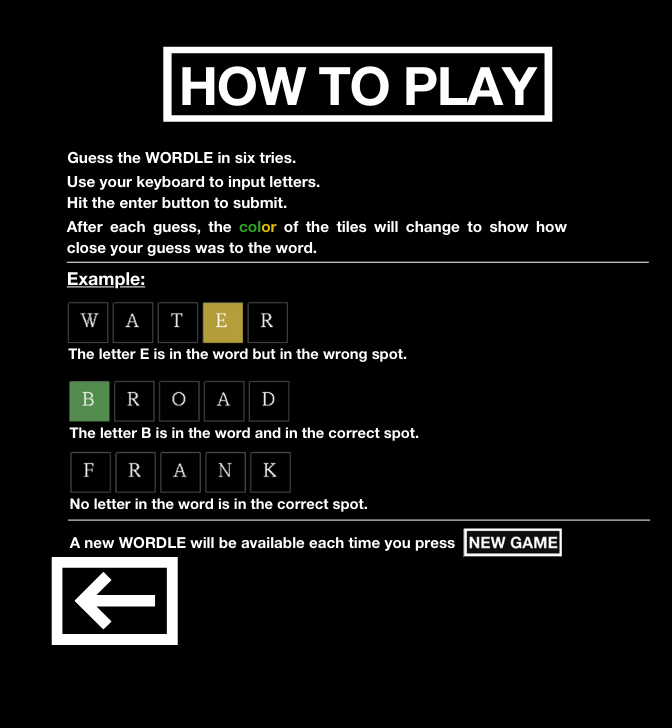 HOW TO PLAY
Guess the WORDLE in six tries.
Use your keyboard to input letters.
Hit the enter button to submit.
After each guess, the color of the tiles will change to show how
close your guess was to the word.
Example:
W A T E R
The letter E is in the word but in the wrong spot.
B R O A D
The letter B is in the word and in the correct spot.
F R A N K
No letter in the word is in the correct spot.
A new WORDLE will be available each time you press NEW GAME